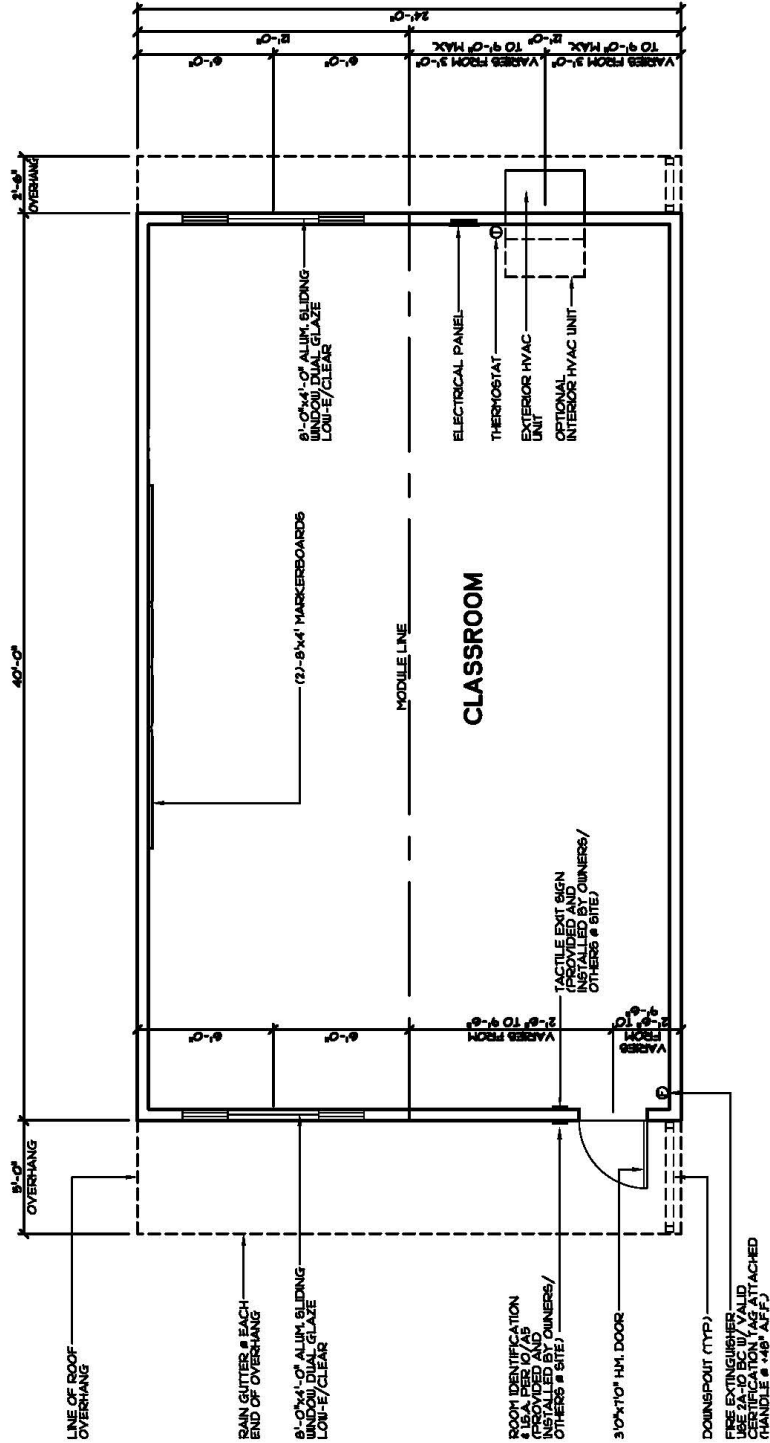 LINE OF ROOF
OVERHANG
RAIN GUTTER @ EACH
END OF OVERHANG
8'-0"x4'-0" ALUM. SLIDING
WINDOW, DUAL GLAZE
LOW-E/CLEAR
ROOM IDENTIFICATION
& I.S.A. PER 10/A5
(PROVIDED AND
INSTALLED BY OWNERS/
OTHERS @ SITE)
3'0"x7'0" H.M. DOOR
DOWNSPOUT (TYP)
FIRE EXTINGUISHER
USE 2A-10 BC W/ VALID
CERTIFICATION TAG ATTACHED
(HANDLE @ +48" A.F.F.)
5'-0"
OVERHANG
40'-0"
2'-6"
OVERHANG
6'-0"
6'-0"
VARIES FROM
2'-6" TO 9'-6"
VARIES
FROM
2'-6" TO
9'-6"
TACTILE EXIT SIGN
(PROVIDED AND
INSTALLED BY OWNERS/
OTHERS @ SITE)
(2)-8'x4' MARKERBOARDS
MODULE LINE
CLASSROOM
8'-0"x4'-0" ALUM. SLIDING
WINDOW, DUAL GLAZE
LOW-E/CLEAR
ELECTRICAL PANEL
THERMOSTAT
EXTERIOR HVAC
UNIT
OPTIONAL
INTERIOR HVAC UNIT
6'-0"
6'-0"
VARIES FROM 3'-0"
TO 9'-0" MAX.
VARIES FROM 3'-0"
TO 9'-0" MAX.
12'-0"
12'-0"
24'-0"